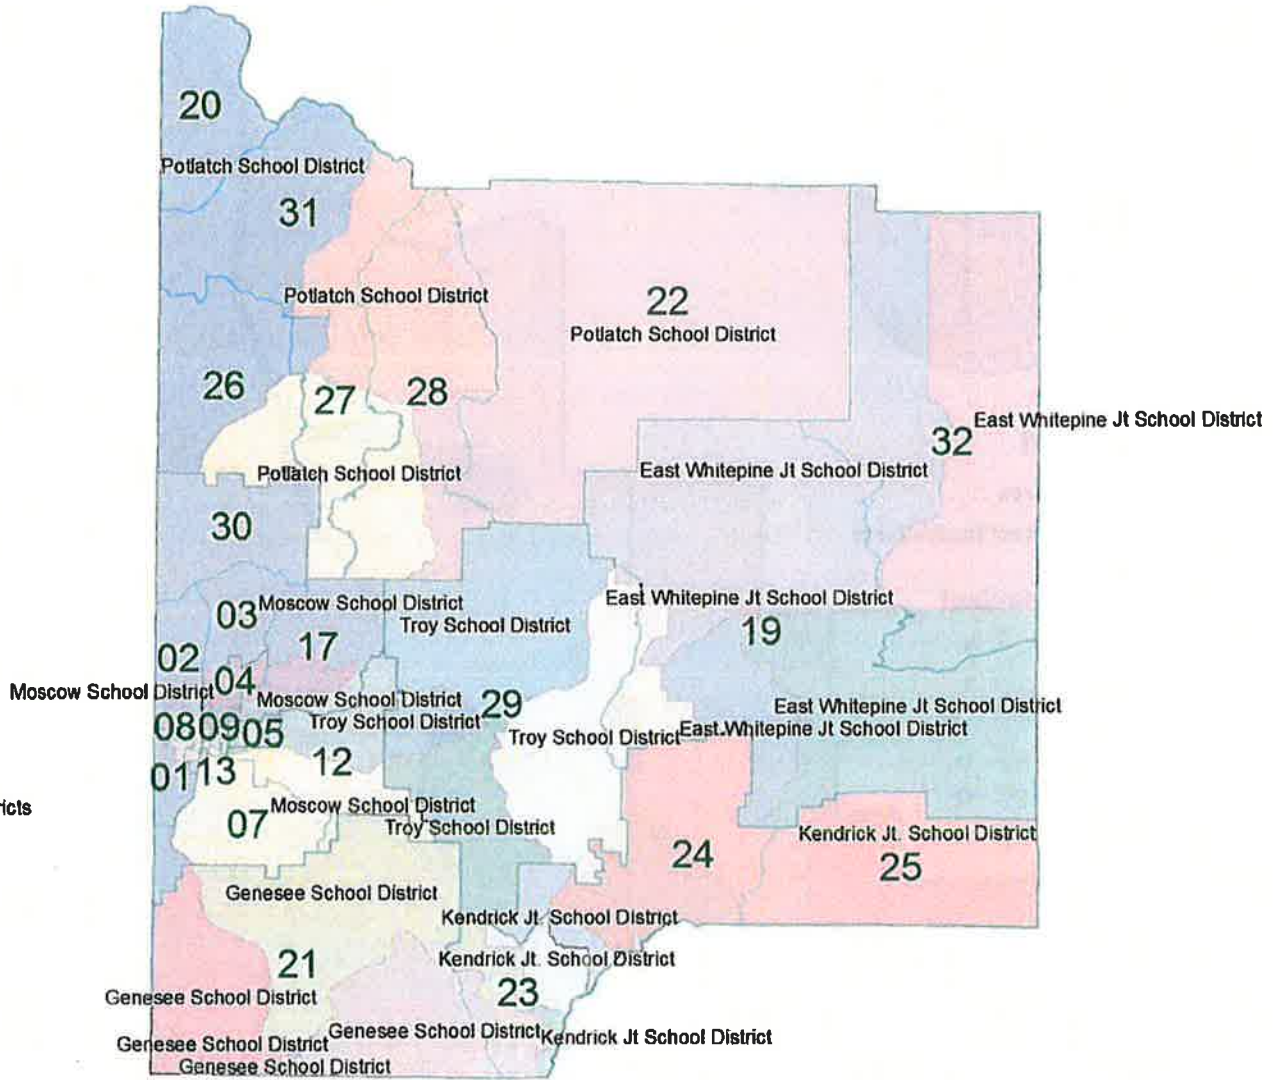 20
Potlatch School District
31
Potlatch School District
22
Potlatch School District
26
27
28
East Whitepine Jt School District
32
East Whitepine Jt School District
Potlatch School District
30
East Whitepine Jt School District
03
Moscow School District
Troy School District
19
17
02
04
Moscow School District
Moscow School District
29
East Whitepine Jt School District
08
09
05
Troy School District
Troy School District
East Whitepine Jt School District
12
01
13
Moscow School District
ricts
07
Troy School District
Kendrick Jt. School District
24
25
Genesee School District
Kendrick Jt. School District
21
Kendrick Jt. School District
23
Genesee School District
Genesee School District
Kendrick Jt School District
Genesee School District
Genesee School District